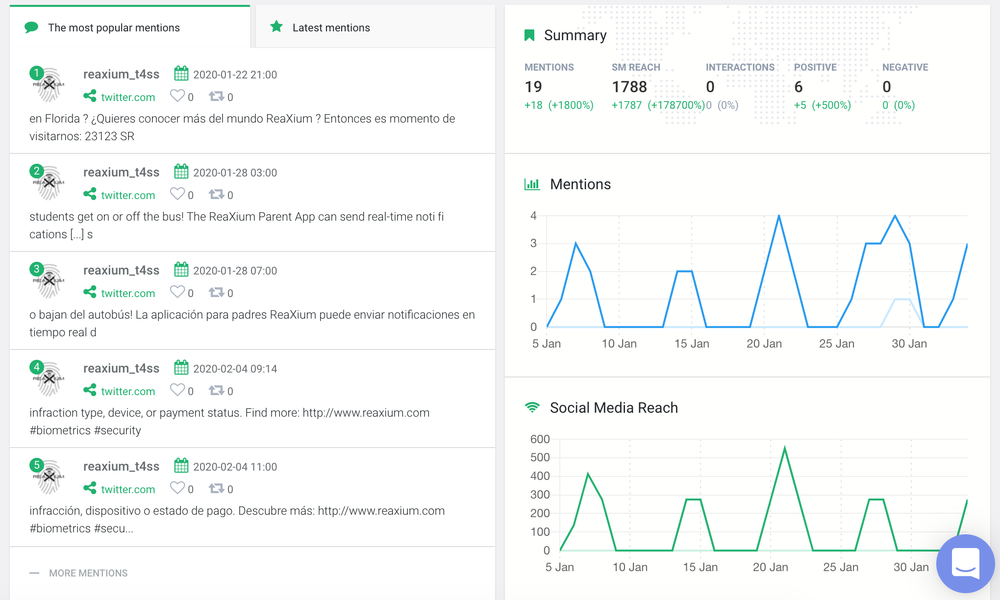 The most popular mentions
Latest mentions
1
REAXIUM
reaxium_t4ss 2020-01-22 21:00
twitter.com 0 0
en Florida ? ¿Quieres conocer más del mundo ReaXium ? Entonces es momento de
visitarnos: 23123 SR
2
REAXIUM
reaxium_t4ss 2020-01-28 03:00
twitter.com 0 0
students get on or off the bus! The ReaXium Parent App can send real-time noti fi
cations [...] s
3
REAXIUM
reaxium_t4ss 2020-01-28 07:00
twitter.com 0 0
o bajan del autobús! La aplicación para padres ReaXium puede enviar notificaciones en
tiempo real d
4
REAXIUM
reaxium_t4ss 2020-02-04 09:14
twitter.com 0 0
infraction type, device, or payment status. Find more: http://www.reaxium.com
#biometrics #security
5
REAXIUM
reaxium_t4ss 2020-02-04 11:00
twitter.com 0 0
infracción, dispositivo o estado de pago. Descubre más: http://www.reaxium.com
#biometrics #secu...
MORE MENTIONS
Summary
MENTIONS SM REACH INTERACTIONS POSITIVE NEGATIVE
19 1788 0 6 0
+18 (+1800%) +1787 (+178700%) 0 (0%) +5 (+500%) 0 (0%)
Mentions
4
3
2
1
0
5 Jan 10 Jan 15 Jan 20 Jan 25 Jan 30 Jan
Social Media Reach
600
500
400
300
200
100
0
5 Jan 10 Jan 15 Jan 20 Jan 25 Jan 30 Jan